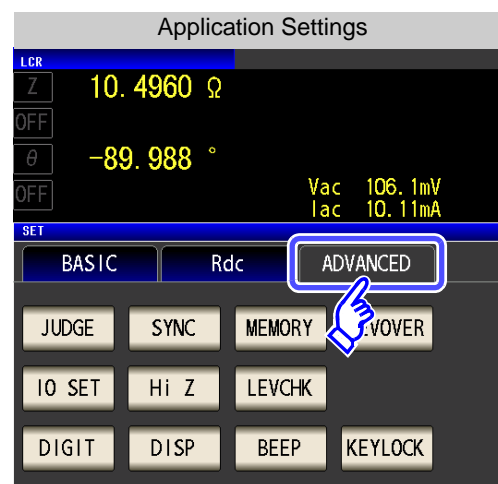 Application Settings
LCR
Z 10.4960 Ω
OFF
θ -89.988 °
OFF
Vac 106.1mV
Iac 10.11mA
SET
BASIC Rdc ADVANCED
JUDGE SYNC MEMORY VOVER
IO SET Hi Z LEVCHK
DIGIT DISP BEEP KEYLOCK